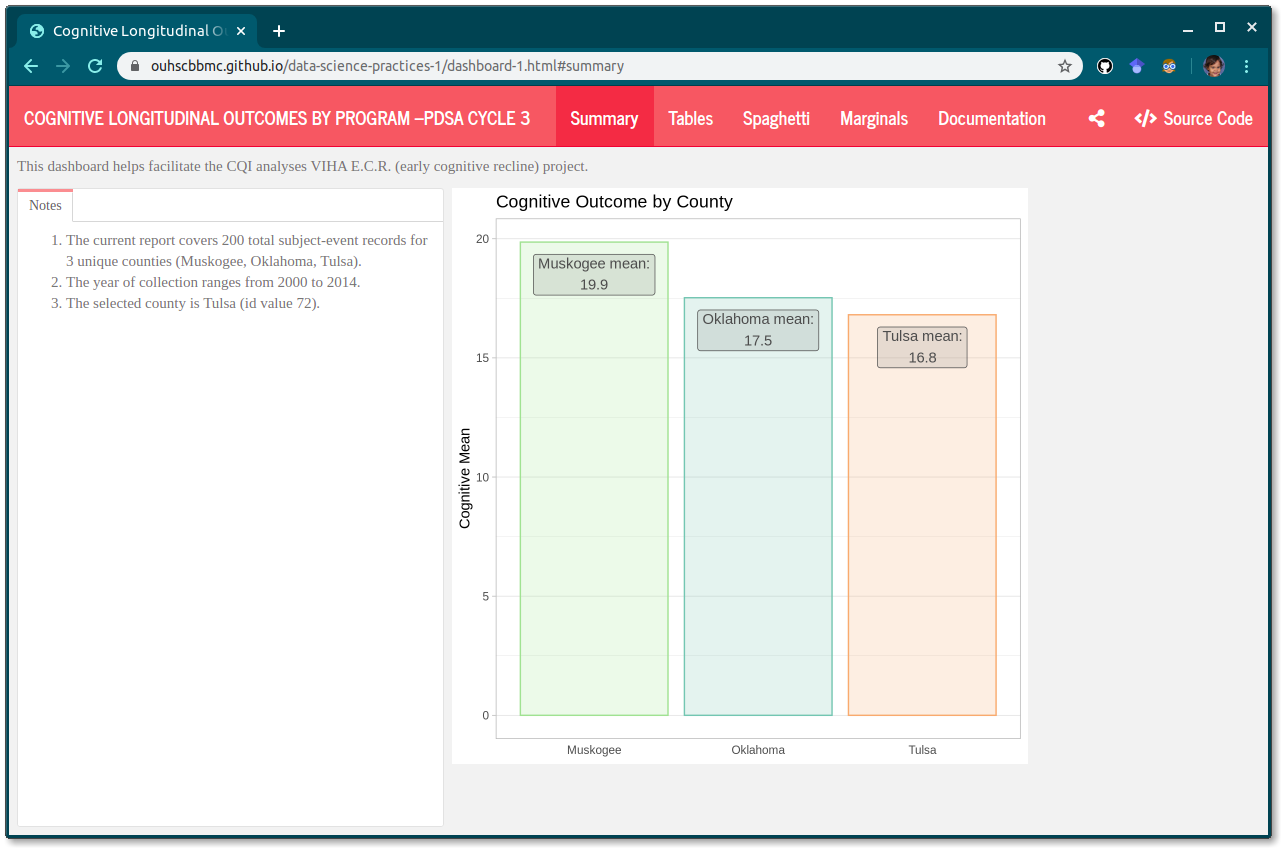 Cognitive Longitudinal O
ouhscbbmc.github.io/data-science-practices-1/dashboard-1.html#summary
COGNITIVE LONGITUDINAL OUTCOMES BY PROGRAM –PDSA CYCLE 3
Summary
Tables
Spaghetti
Marginals
Documentation
</> Source Code
This dashboard helps facilitate the CQI analyses VIHA E.C.R. (early cognitive recline) project.
Notes
1. The current report covers 200 total subject-event records for
3 unique counties (Muskogee, Oklahoma, Tulsa).
2. The year of collection ranges from 2000 to 2014.
3. The selected county is Tulsa (id value 72).
Cognitive Outcome by County
Cognitive Mean
20
15
10
5
0
Muskogee mean:
19.9
Oklahoma mean:
17.5
Tulsa mean:
16.8
Muskogee
Oklahoma
Tulsa